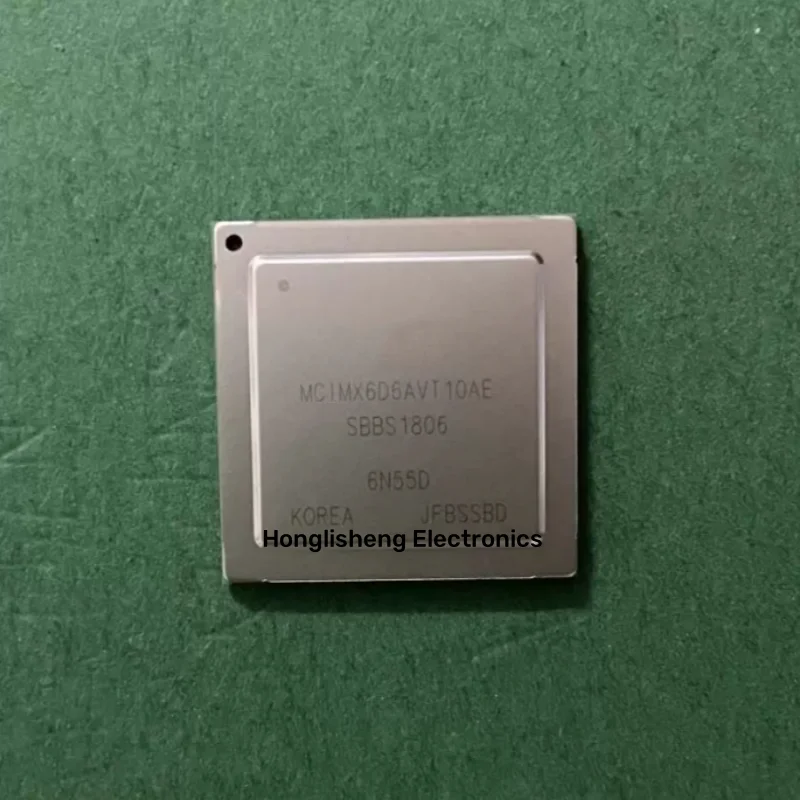 MCIMX6D6AVT10AE
SBBS1806
6N55D
KOREA JFBSSBD
Honglisheng Electronics